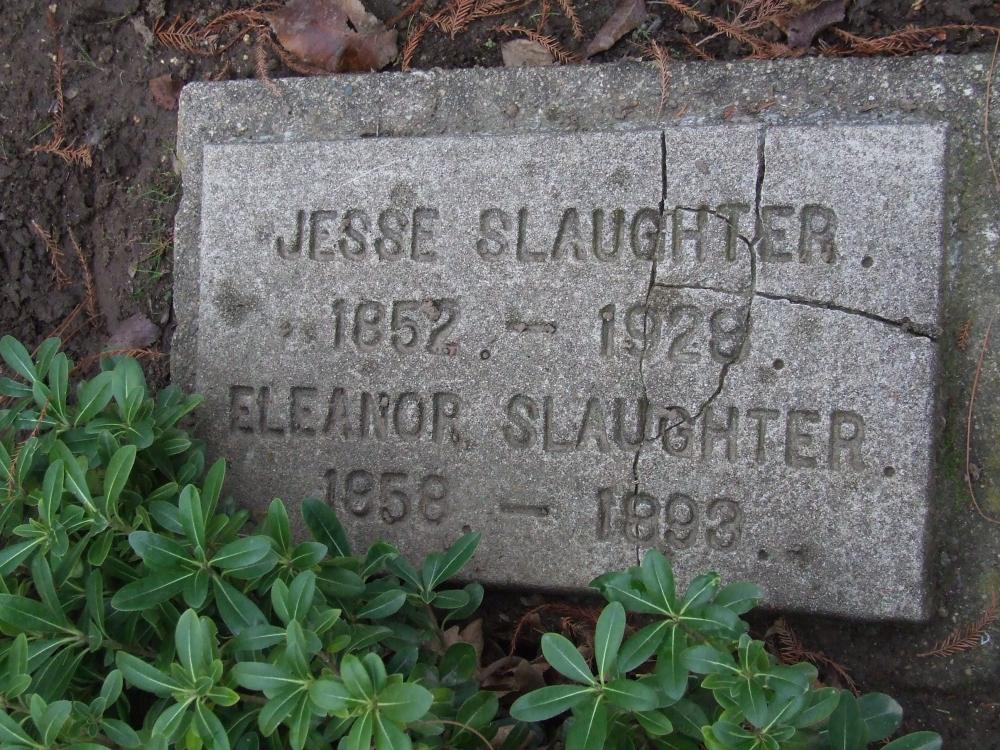 JESSE SLAUGHTER.
1852 — 1928.
ELEANOR SLAUGHTER.
1858 — 1893.